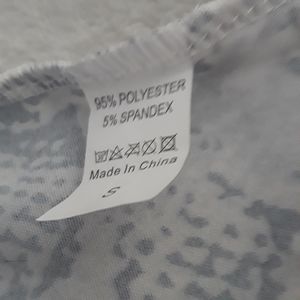 95% POLYESTER
5% SPANDEX
Made In China
S